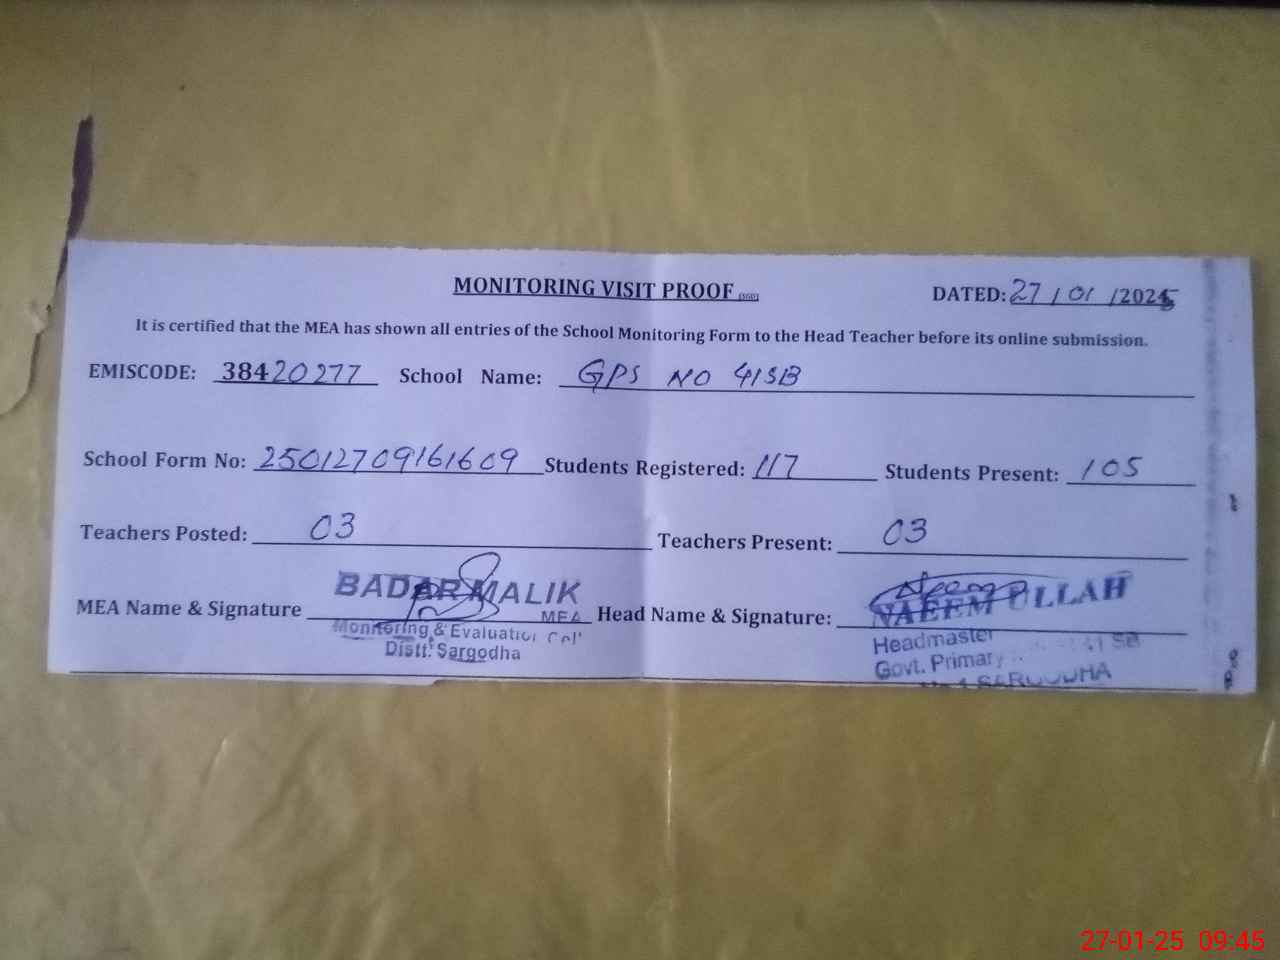 MONITORING VISIT PROOF (SGD) DATED: 27 / 01 / 2025
It is certified that the MEA has shown all entries of the School Monitoring Form to the Head Teacher before its online submission.
EMISCODE: 38420277 School Name: GPS NO 41SB
School Form No: 25012709161609 Students Registered: 117 Students Present: 105
Teachers Posted: 03 Teachers Present: 03
MEA Name & Signature BADAR MALIK Head Name & Signature: NAEEM ULLAH
MEA
Monitoring & Evaluation Cell Headmaster
Distt. Sargodha Govt. Primary 41 SB
SARGODHA
27-01-25 09:45